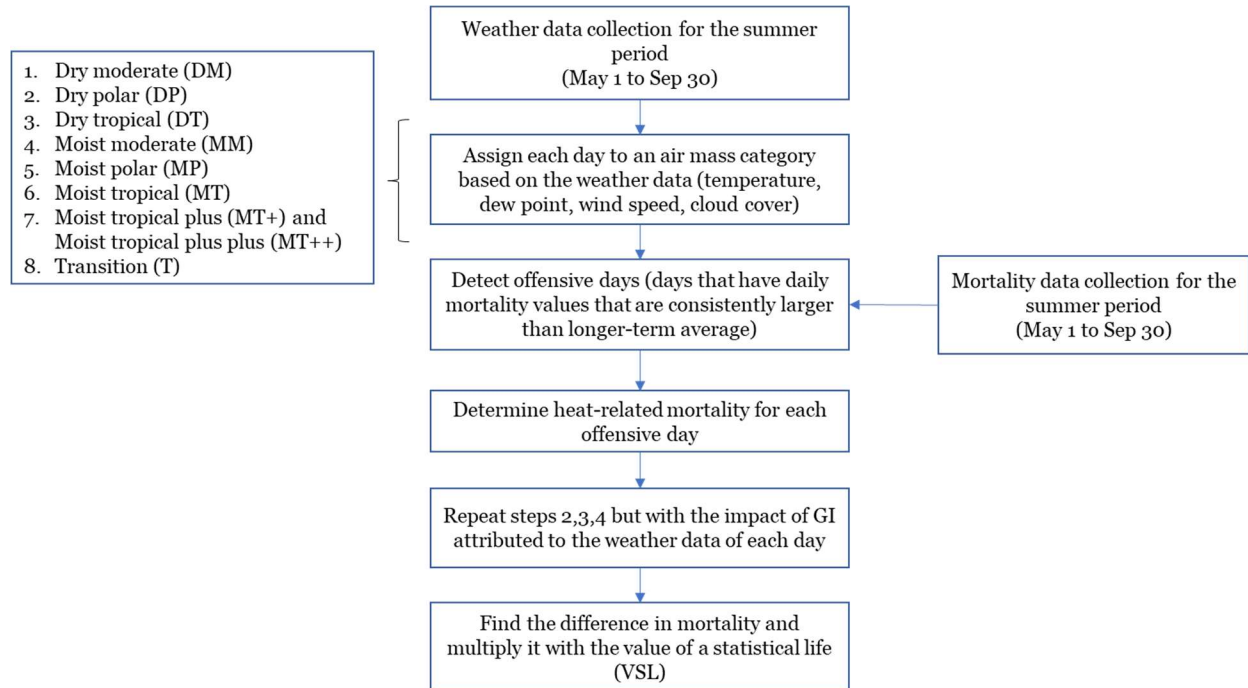 Weather data collection for the summer
period
(May 1 to Sep 30)
1. Dry moderate (DM)
2. Dry polar (DP)
3. Dry tropical (DT)
4. Moist moderate (MM)
5. Moist polar (MP)
6. Moist tropical (MT)
7. Moist tropical plus (MT+) and
Moist tropical plus plus (MT++)
8. Transition (T)
Assign each day to an air mass category
based on the weather data (temperature,
dew point, wind speed, cloud cover)
Detect offensive days (days that have daily
mortality values that are consistently larger
than longer-term average)
Mortality data collection for the
summer period
(May 1 to Sep 30)
Determine heat-related mortality for each
offensive day
Repeat steps 2,3,4 but with the impact of GI
attributed to the weather data of each day
Find the difference in mortality and
multiply it with the value of a statistical life
(VSL)